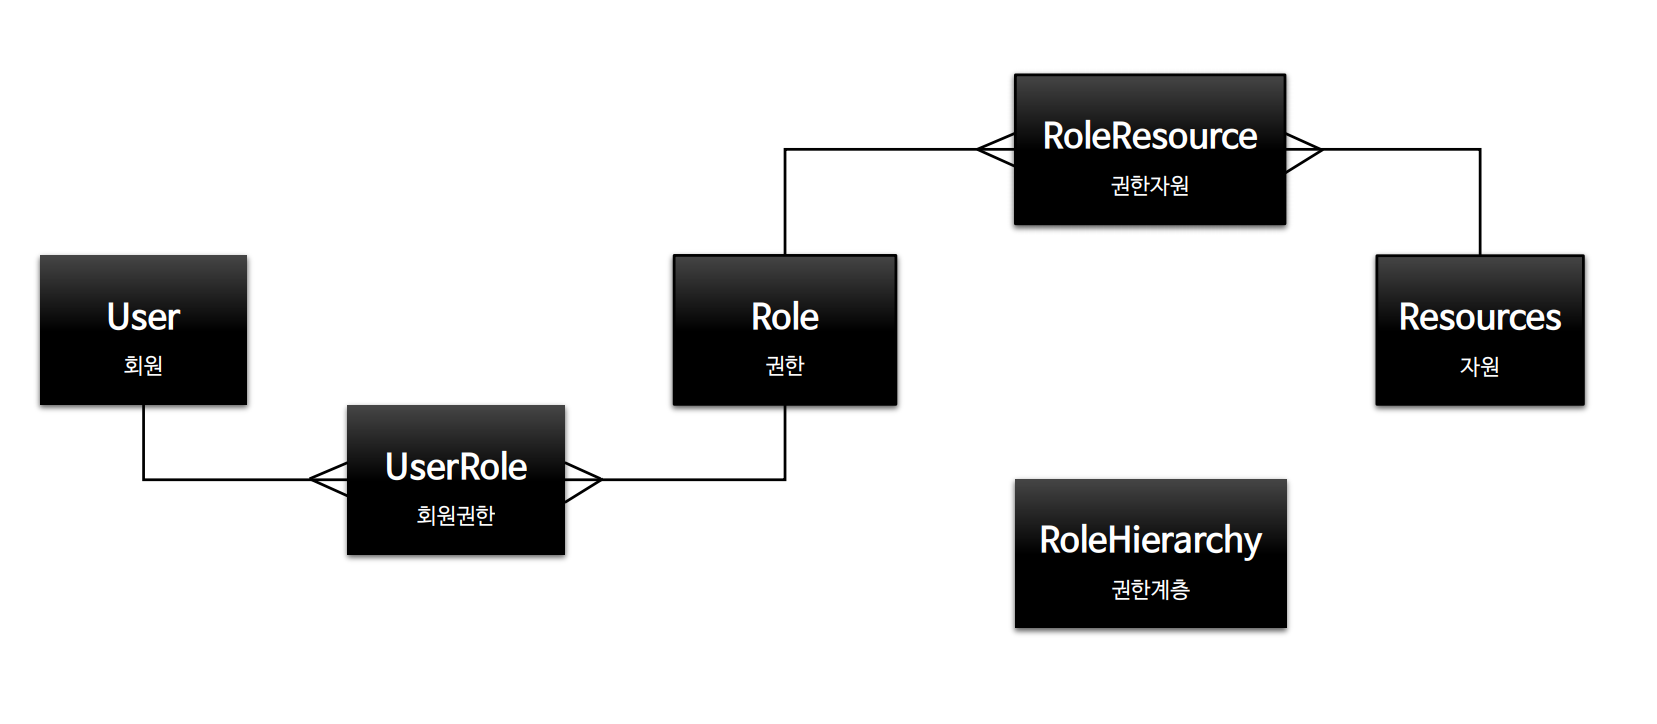 RoleResource
권한자원
User
회원
Role
권한
Resources
자원
UserRole
회원권한
RoleHierarchy
권한계층